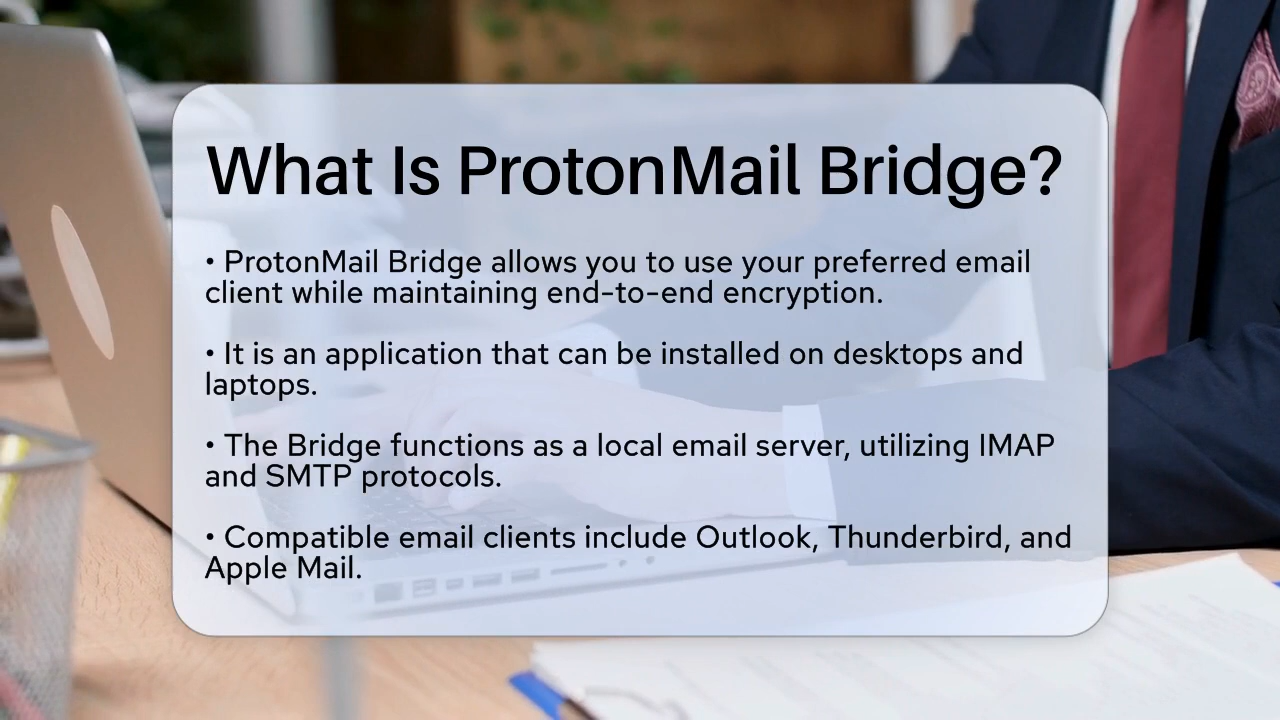 What Is ProtonMail Bridge?
• ProtonMail Bridge allows you to use your preferred email
client while maintaining end-to-end encryption.
• It is an application that can be installed on desktops and
laptops.
• The Bridge functions as a local email server, utilizing IMAP
and SMTP protocols.
• Compatible email clients include Outlook, Thunderbird, and
Apple Mail.